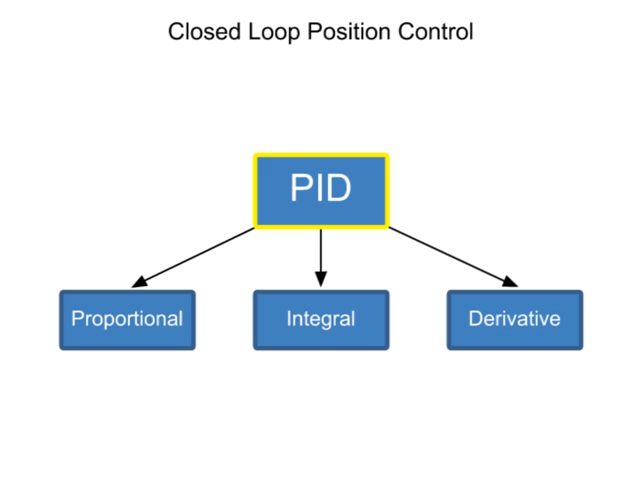 Closed Loop Position Control
PID
Proportional
Integral
Derivative